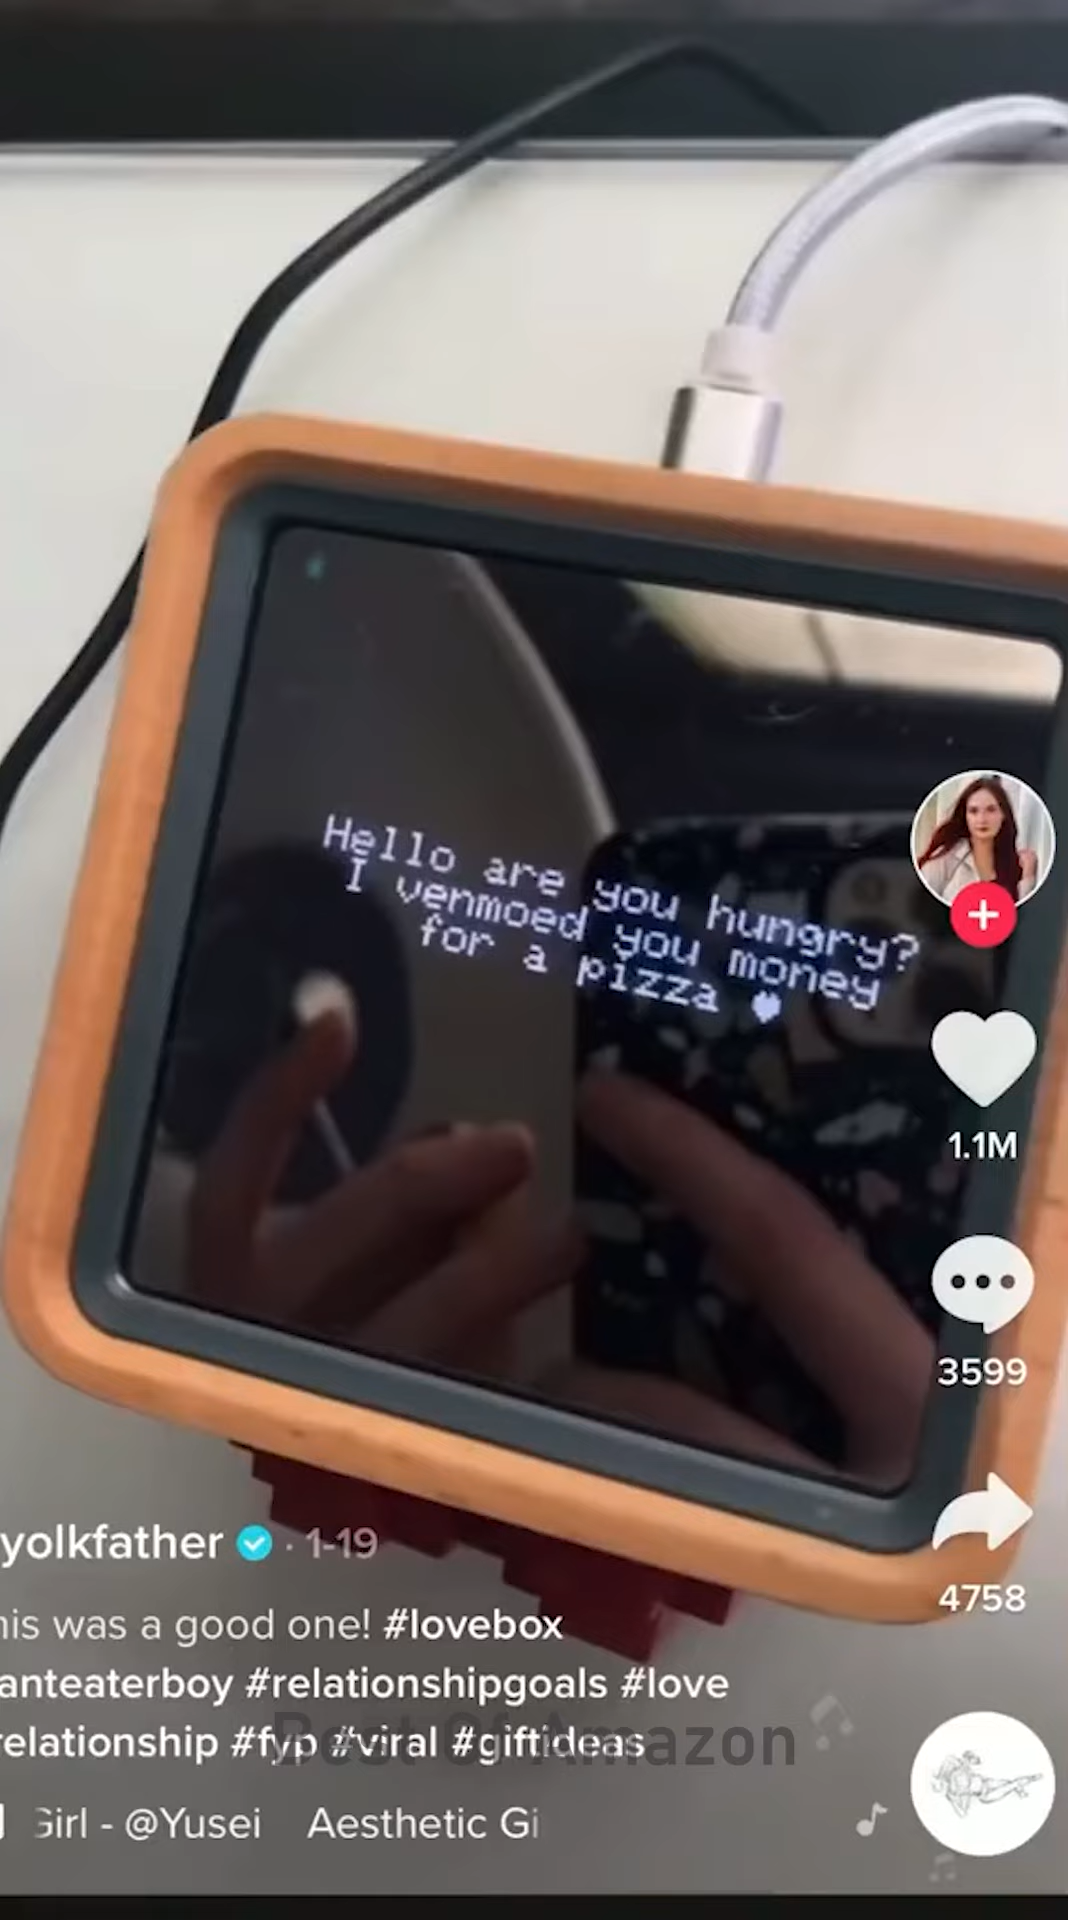 Hello are you hungry?
I venmoed you money
for a pizza ♥
1.1M
3599
4758
yolkfather · 1-19
his was a good one! #lovebox
anteaterboy #relationshipgoals #love
relationship #fyp #viral #giftideas
Best Of Amazon
Girl - @Yusei Aesthetic Gi